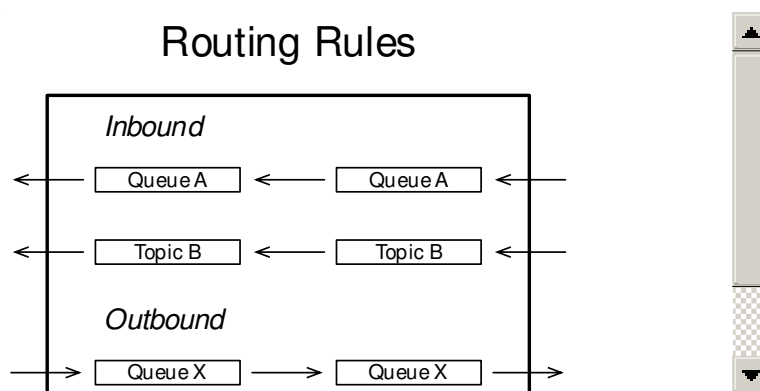 Routing Rules
Inbound
Queue A Queue A
Topic B Topic B
Outbound
Queue X Queue X